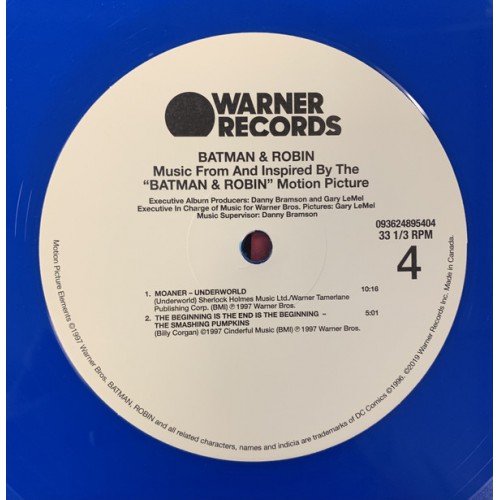 WARNER
RECORDS
BATMAN & ROBIN
Music From And Inspired By The
"BATMAN & ROBIN" Motion Picture
Executive Album Producers: Danny Bramson and Gary LeMel
Executive In Charge of Music for Warner Bros. Pictures: Gary LeMel
Music Supervisor: Danny Bramson
093624895404
33 1/3 RPM
4
1. MOANER – UNDERWORLD 10:16
(Underworld) Sherlock Holmes Music Ltd./Warner Tamerlane
Publishing Corp. (BMI) ℗ 1997 Warner Bros.
2. THE BEGINNING IS THE END IS THE BEGINNING – 5:01
THE SMASHING PUMPKINS
(Billy Corgan) ©1997 Cinderful Music (BMI) ℗ 1997 Warner Bros.
Motion Picture Elements ©1997 Warner Bros. BATMAN, ROBIN and all related characters, names and indicia are trademarks of DC Comics ©1996. ©2019 Warner Records Inc. Made in Canada.